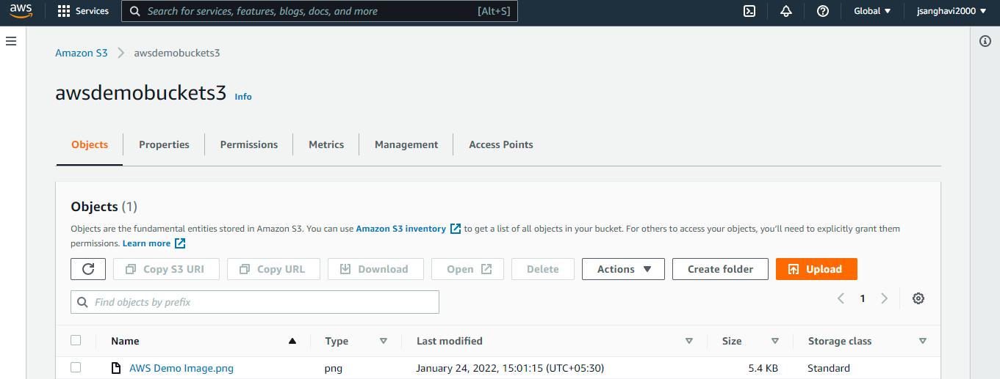 aws Services Search for services, features, blogs, docs, and more [Alt+S] Global jsanghavi2000
Amazon S3 awsdemobuckets3
awsdemobuckets3 Info
Objects Properties Permissions Metrics Management Access Points
Objects (1)
Objects are the fundamental entities stored in Amazon S3. You can use Amazon S3 inventory to get a list of all objects in your bucket. For others to access your objects, you’ll need to explicitly grant them
permissions. Learn more
Copy S3 URI Copy URL Download Open Delete Actions Create folder Upload
Find objects by prefix 1
Name Type Last modified Size Storage class
AWS Demo Image.png png January 24, 2022, 15:01:15 (UTC+05:30) 5.4 KB Standard